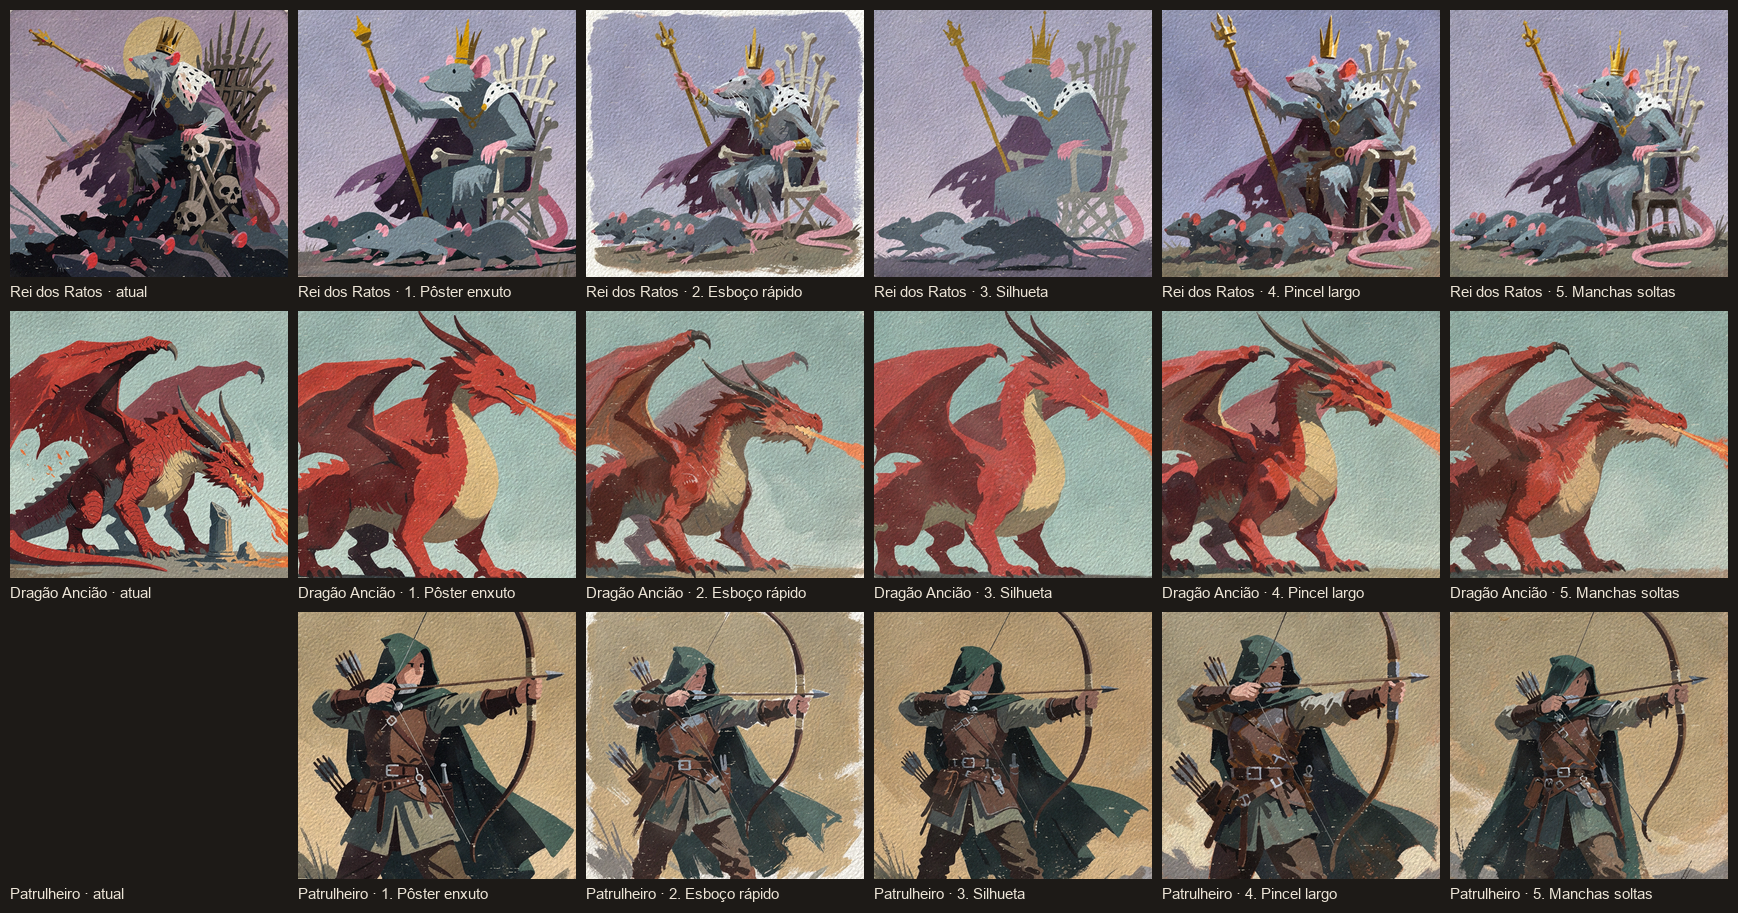 Rei dos Ratos · atual
Rei dos Ratos · 1. Pôster enxuto
Rei dos Ratos · 2. Esboço rápido
Rei dos Ratos · 3. Silhueta
Rei dos Ratos · 4. Pincel largo
Rei dos Ratos · 5. Manchas soltas
Dragão Ancião · atual
Dragão Ancião · 1. Pôster enxuto
Dragão Ancião · 2. Esboço rápido
Dragão Ancião · 3. Silhueta
Dragão Ancião · 4. Pincel largo
Dragão Ancião · 5. Manchas soltas
Patrulheiro · atual
Patrulheiro · 1. Pôster enxuto
Patrulheiro · 2. Esboço rápido
Patrulheiro · 3. Silhueta
Patrulheiro · 4. Pincel largo
Patrulheiro · 5. Manchas soltas